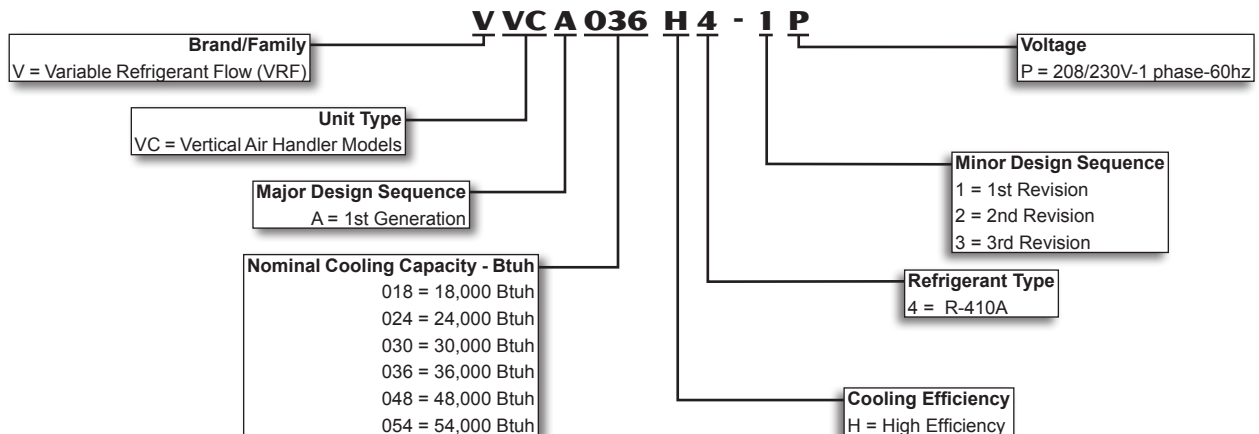 V VC A 036 H 4 - 1 P
Brand/Family
V = Variable Refrigerant Flow (VRF)
Unit Type
VC = Vertical Air Handler Models
Major Design Sequence
A = 1st Generation
Nominal Cooling Capacity - Btuh
018 = 18,000 Btuh
024 = 24,000 Btuh
030 = 30,000 Btuh
036 = 36,000 Btuh
048 = 48,000 Btuh
054 = 54,000 Btuh
Voltage
P = 208/230V-1 phase-60hz
Minor Design Sequence
1 = 1st Revision
2 = 2nd Revision
3 = 3rd Revision
Refrigerant Type
4 = R-410A
Cooling Efficiency
H = High Efficiency